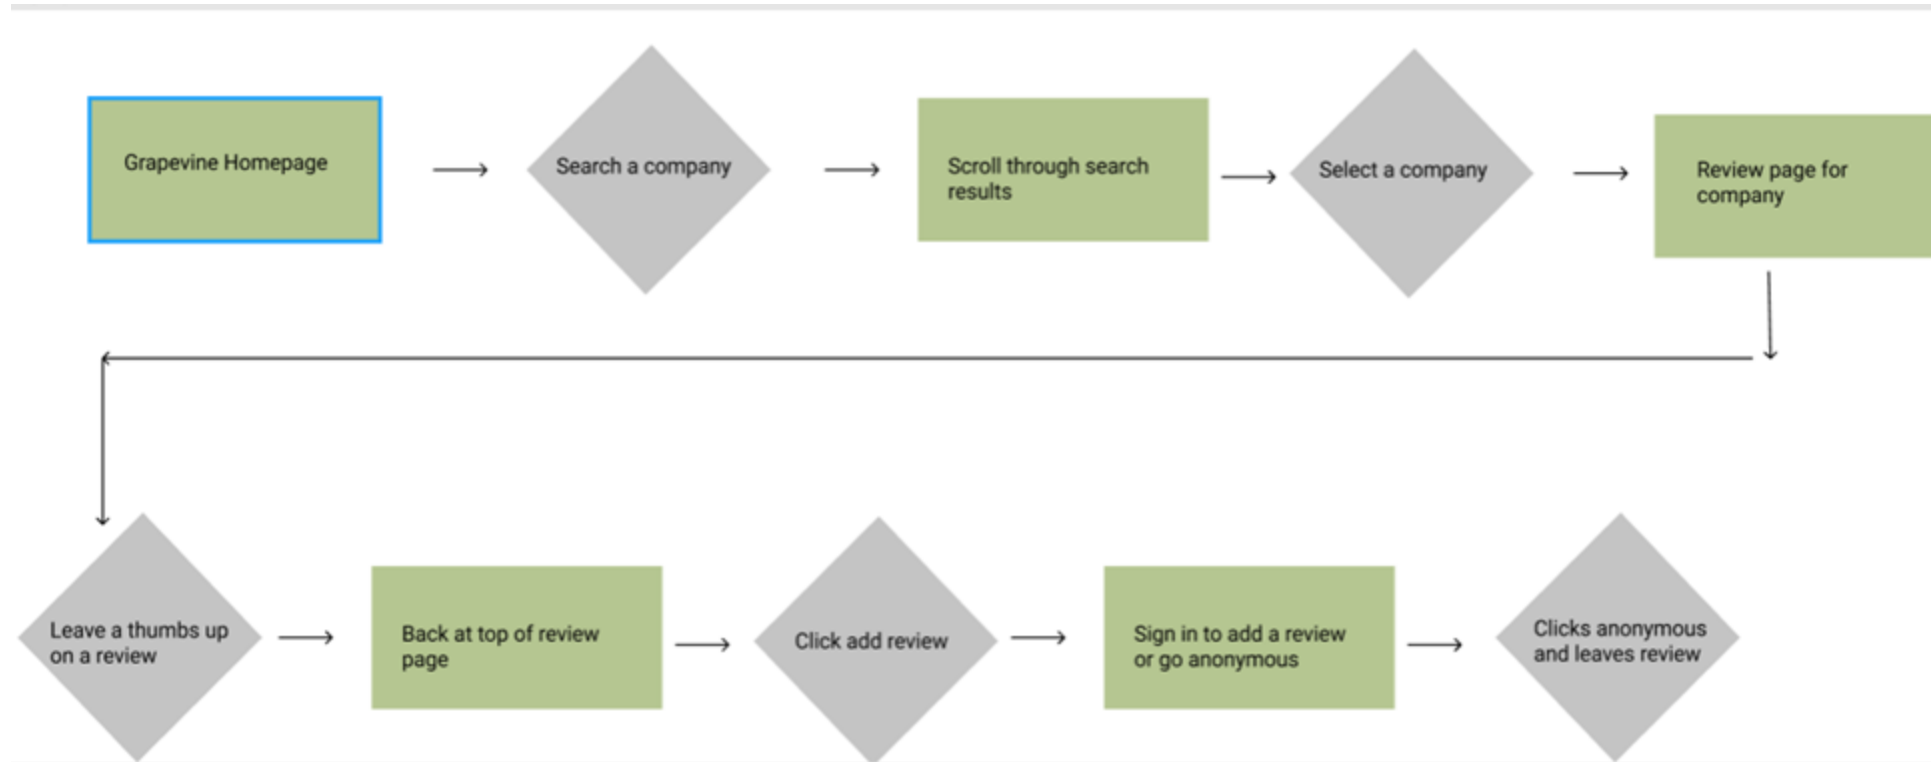 Grapevine Homepage
Search a company
Scroll through search
results
Select a company
Review page for
company
Leave a thumbs up
on a review
Back at top of review
page
Click add review
Sign in to add a review
or go anonymous
Clicks anonymous
and leaves review